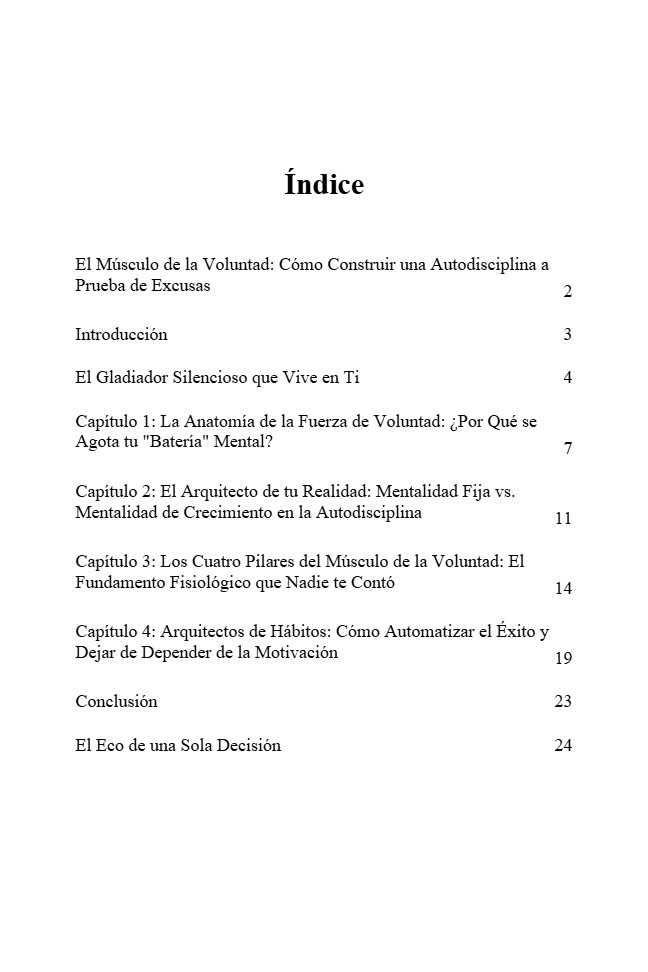 Índice
El Músculo de la Voluntad: Cómo Construir una Autodisciplina a
Prueba de Excusas 2
Introducción 3
El Gladiador Silencioso que Vive en Ti 4
Capítulo 1: La Anatomía de la Fuerza de Voluntad: ¿Por Qué se
Agota tu "Batería" Mental? 7
Capítulo 2: El Arquitecto de tu Realidad: Mentalidad Fija vs.
Mentalidad de Crecimiento en la Autodisciplina 11
Capítulo 3: Los Cuatro Pilares del Músculo de la Voluntad: El
Fundamento Fisiológico que Nadie te Contó 14
Capítulo 4: Arquitectos de Hábitos: Cómo Automatizar el Éxito y
Dejar de Depender de la Motivación 19
Conclusión 23
El Eco de una Sola Decisión 24